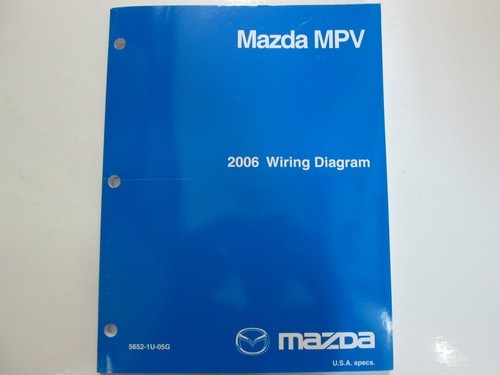 Mazda MPV
2006 Wiring Diagram
5652-1U-05G
mazda
U.S.A. specs.